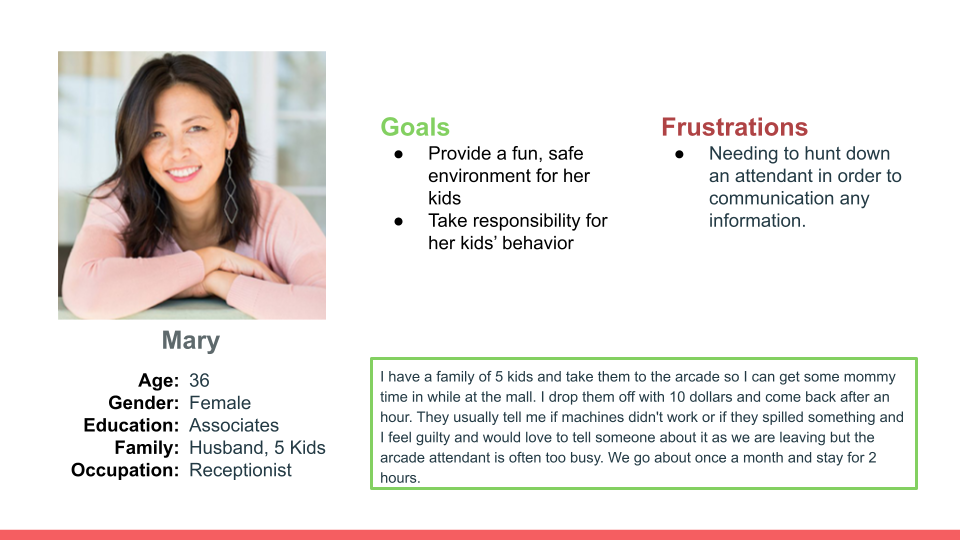 Goals
● Provide a fun, safe
environment for her
kids
● Take responsibility for
her kids’ behavior
Frustrations
● Needing to hunt down
an attendant in order to
communication any
information.
Mary
Age: 36
Gender: Female
Education: Associates
Family: Husband, 5 Kids
Occupation: Receptionist
I have a family of 5 kids and take them to the arcade so I can get some mommy
time in while at the mall. I drop them off with 10 dollars and come back after an
hour. They usually tell me if machines didn't work or if they spilled something and
I feel guilty and would love to tell someone about it as we are leaving but the
arcade attendant is often too busy. We go about once a month and stay for 2
hours.